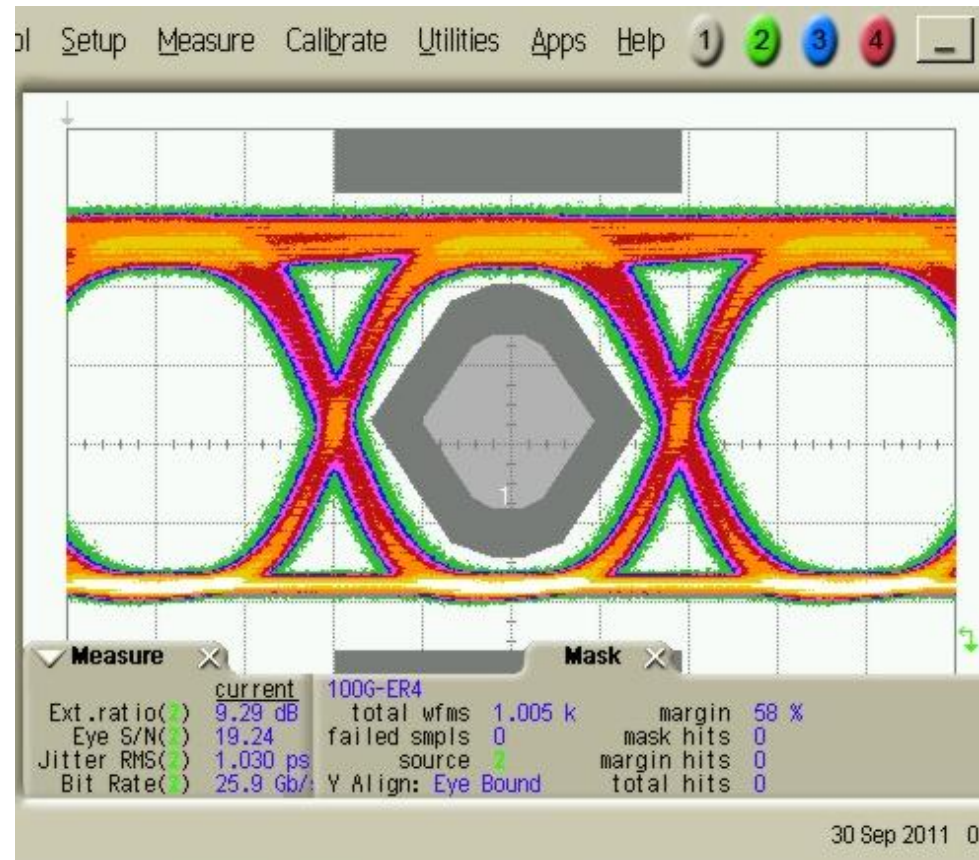 ol Setup Measure Calibrate Utilities Apps Help 1 2 3 4
1
Measure
Mask
current
Ext.ratio(2) 9.29 dB
Eye S/N(2) 19.24
Jitter RMS(2) 1.030 ps
Bit Rate(2) 25.9 Gb/s
100G-ER4
total wfms 1.005 k
failed smpls 0
source 2
Y Align: Eye Bound
margin 58 %
mask hits 0
margin hits 0
total hits 0
30 Sep 2011 0